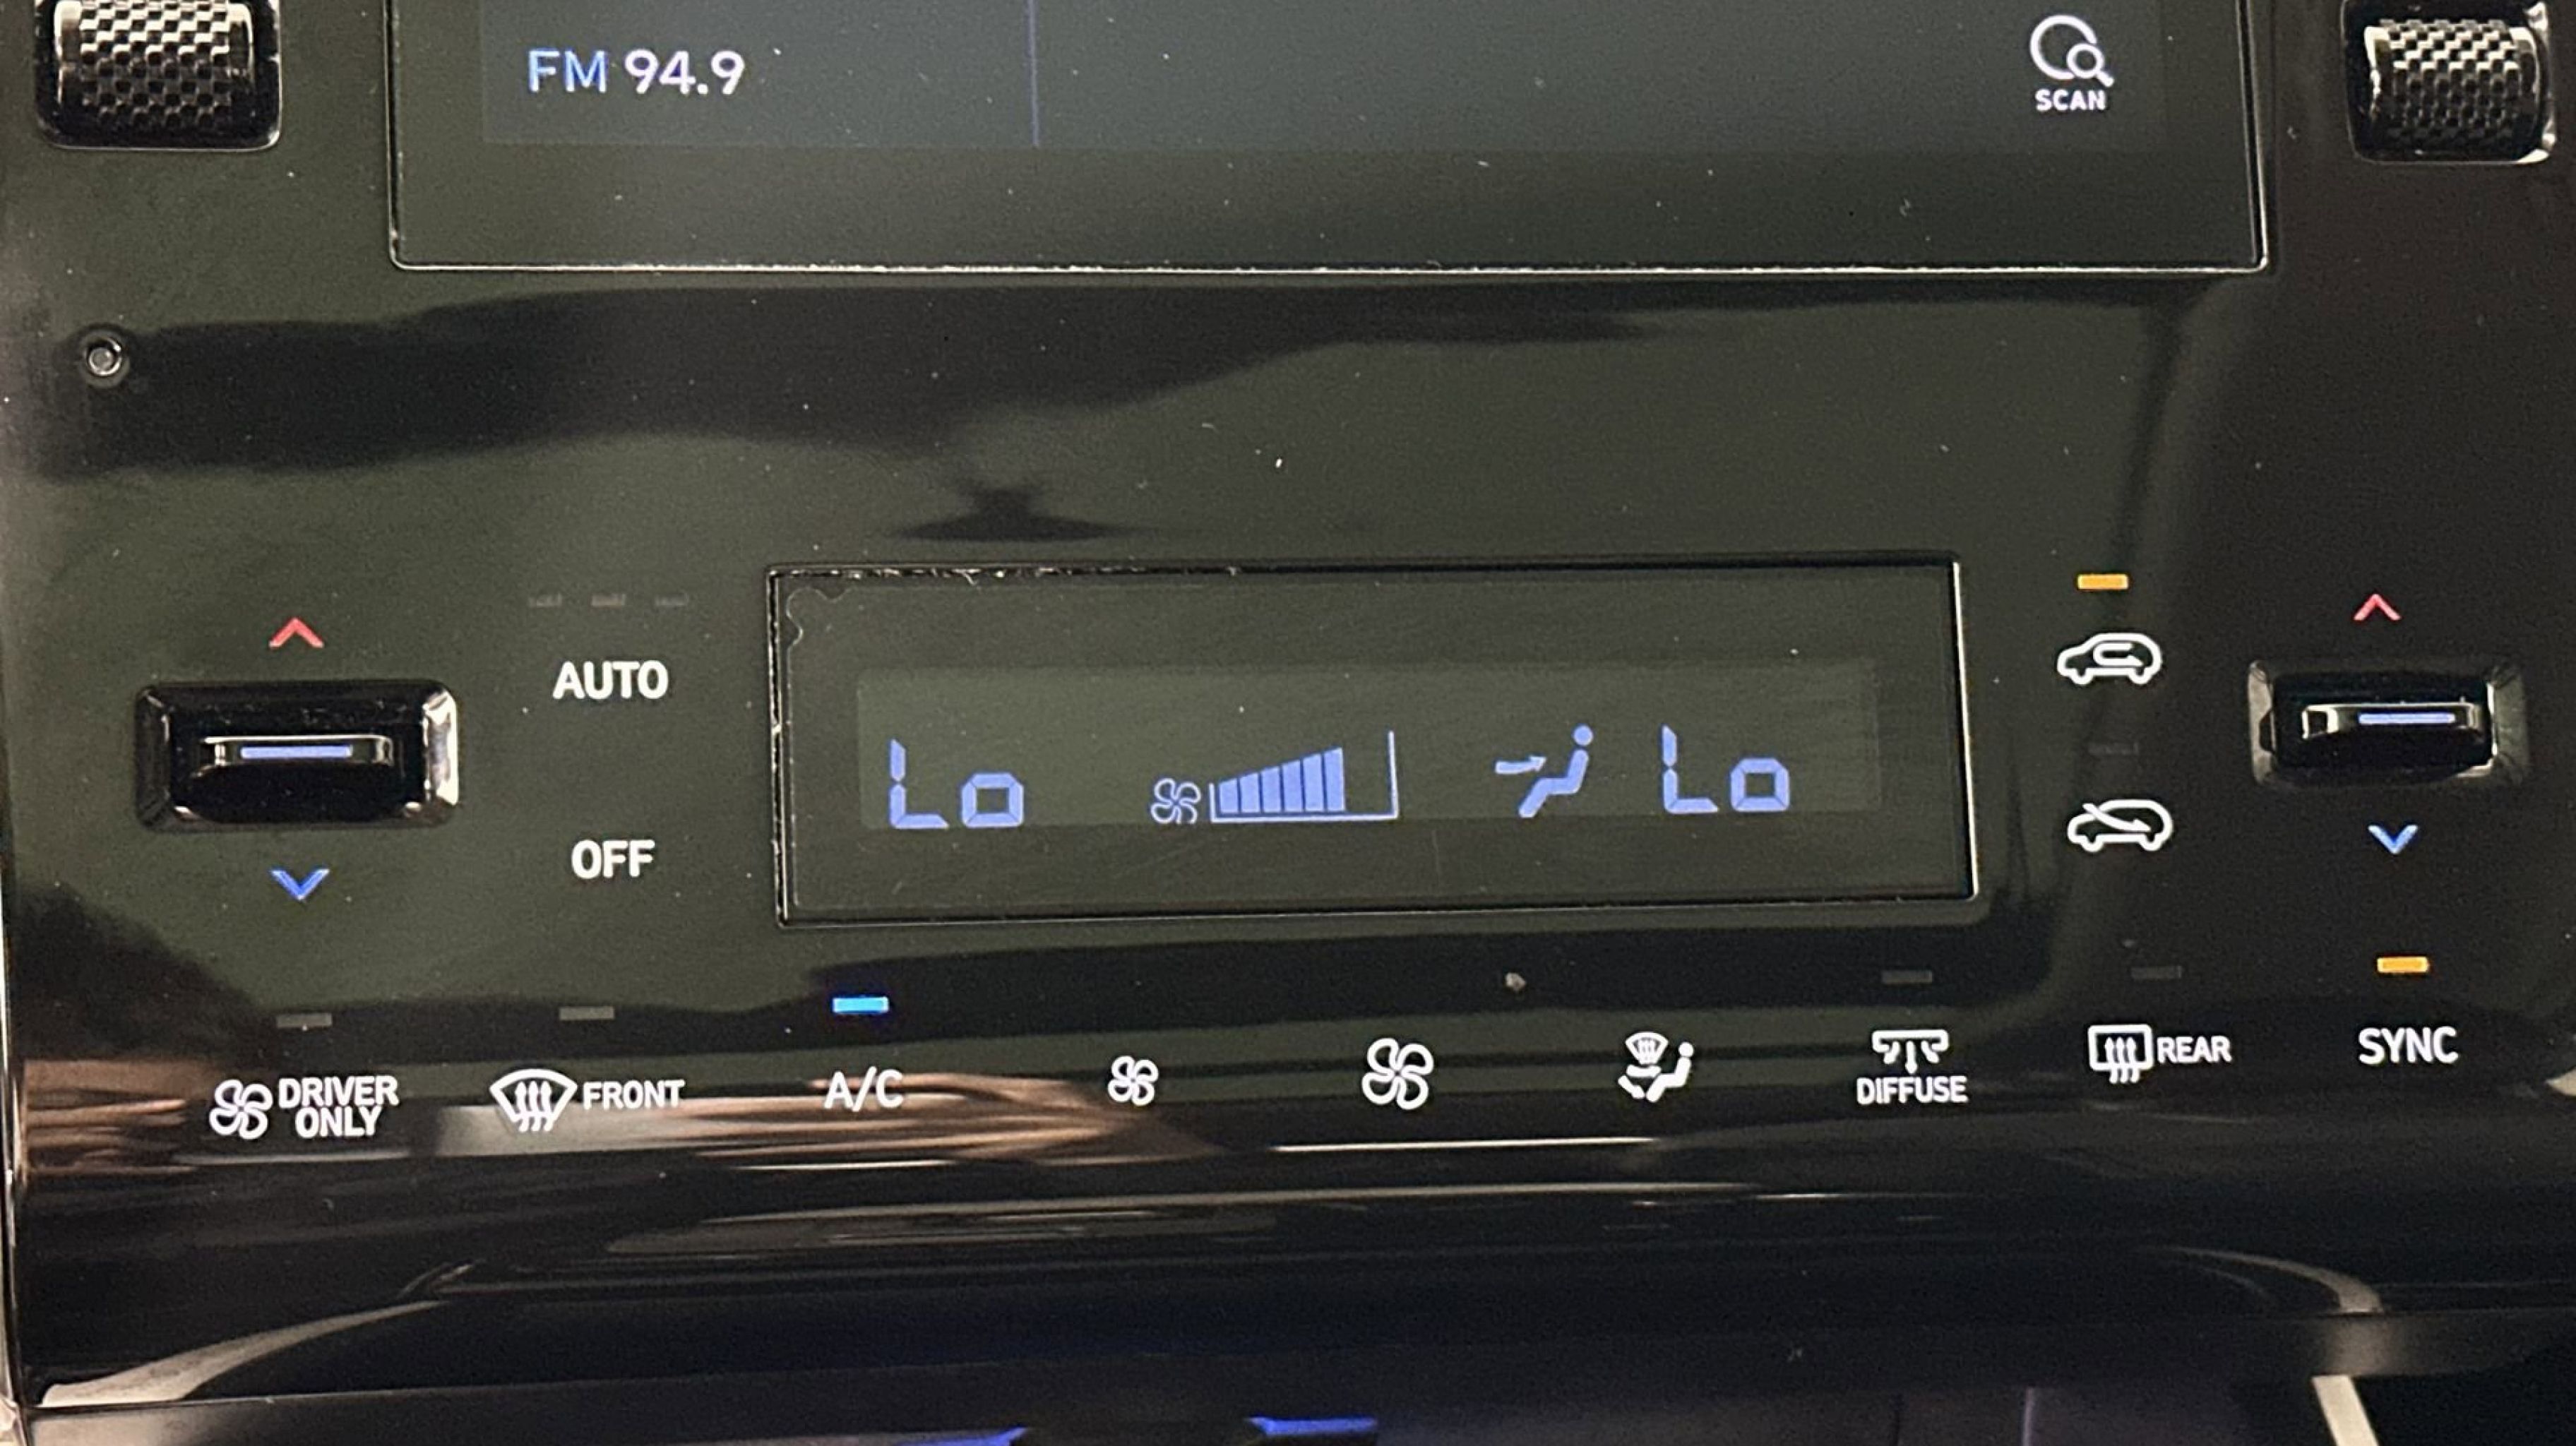 FM 94.9
SCAN
AUTO
Lo Lo
OFF
DRIVER
ONLY
FRONT
A/C
DIFFUSE
REAR
SYNC